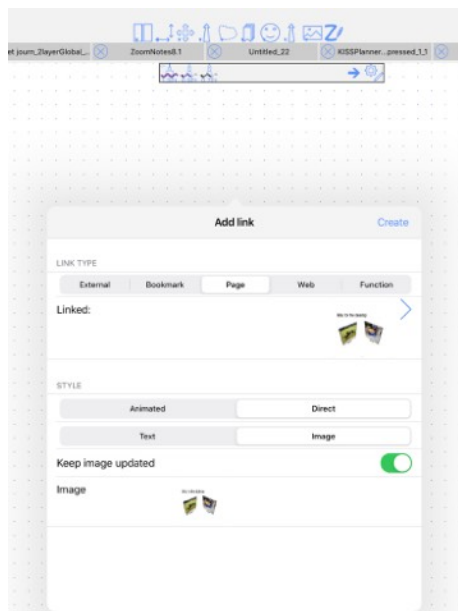 et journ_2layerGlobal_... ZoomNotes8.1 Untitled_22 KISSPlanner...pressed_1_1
Add link
Create
LINK TYPE
External Bookmark Page Web Function
Linked:
STYLE
Animated Direct
Text Image
Keep image updated
Image